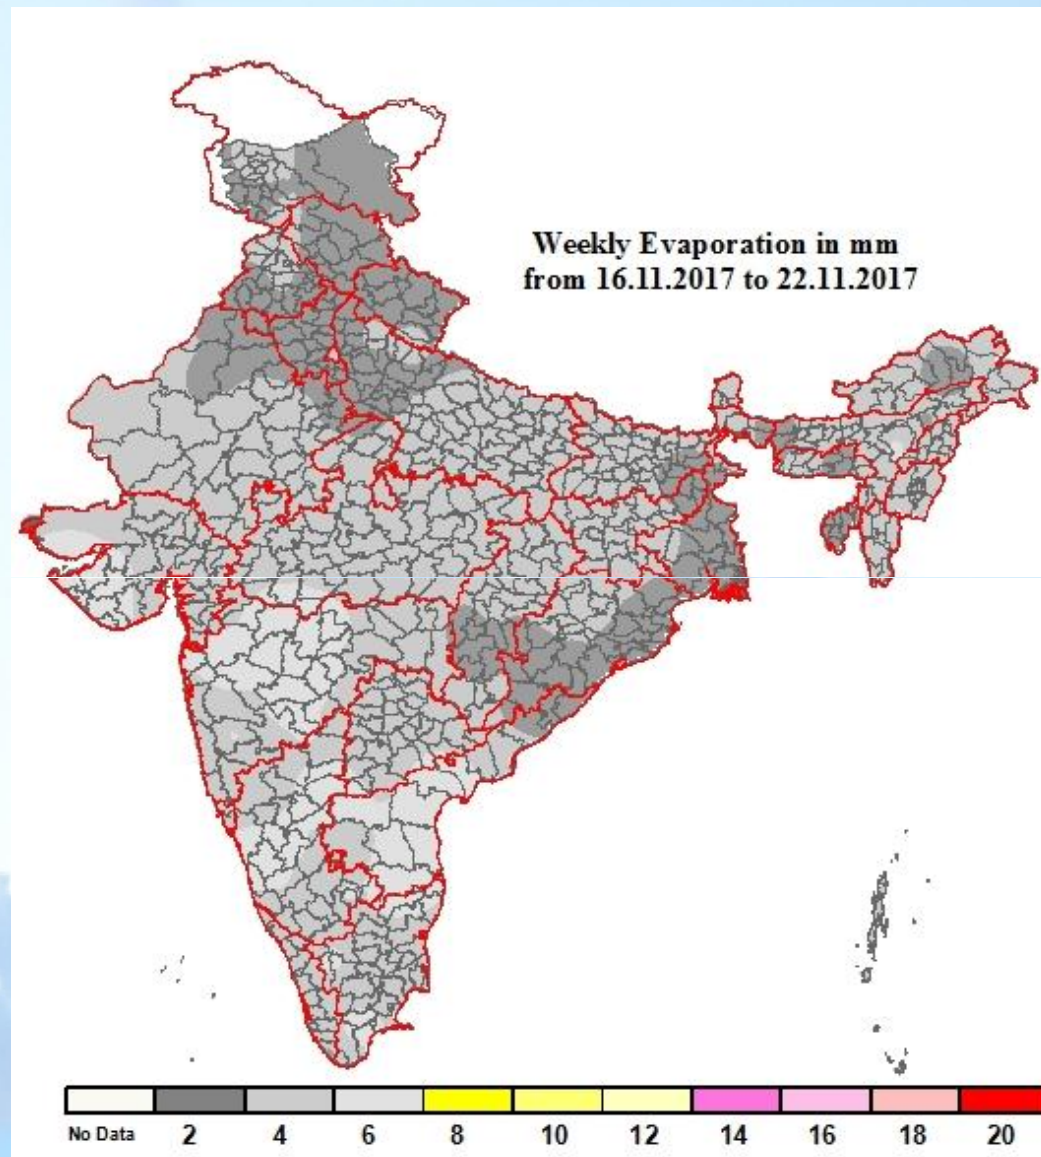 Weekly Evaporation in mm
from 16.11.2017 to 22.11.2017
No Data 2 4 6 8 10 12 14 16 18 20